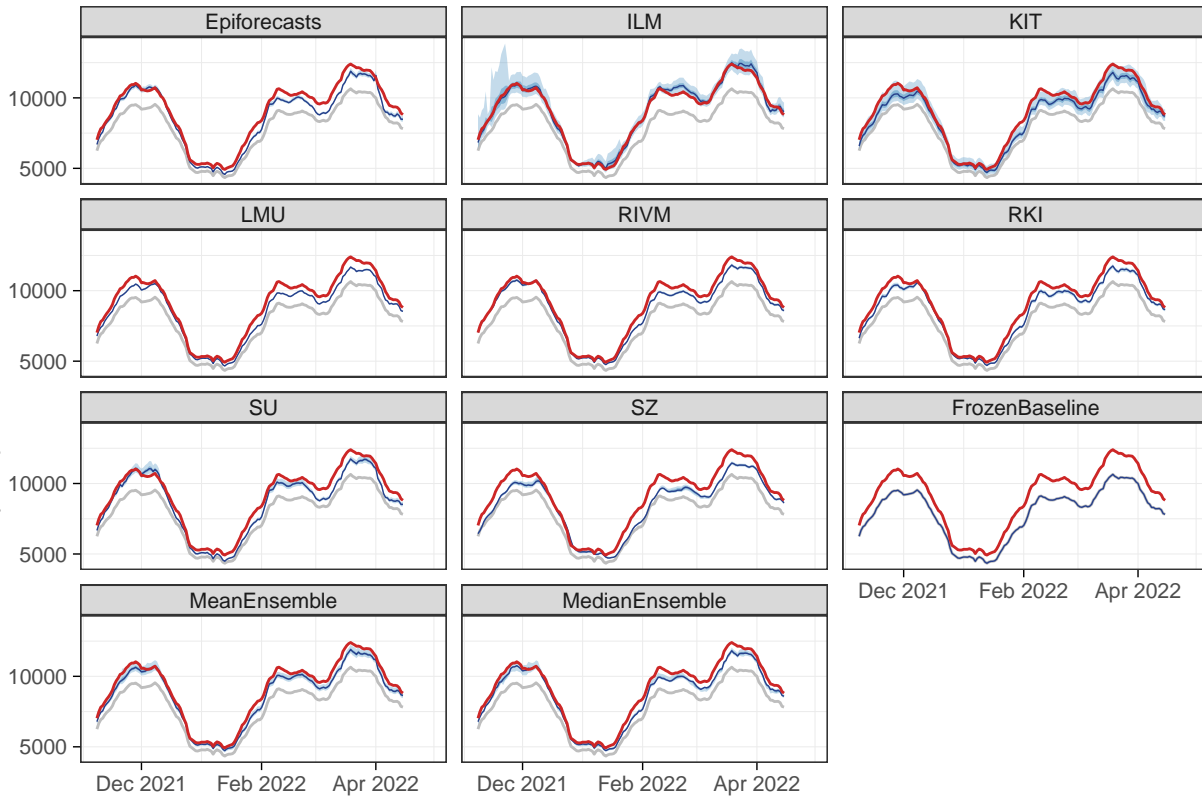 Epiforecasts ILM KIT
10000
5000
LMU RIVM RKI
10000
5000
SU SZ FrozenBaseline
10000
5000
Dec 2021 Feb 2022 Apr 2022
MeanEnsemble MedianEnsemble
10000
5000
Dec 2021 Feb 2022 Apr 2022 Dec 2021 Feb 2022 Apr 2022